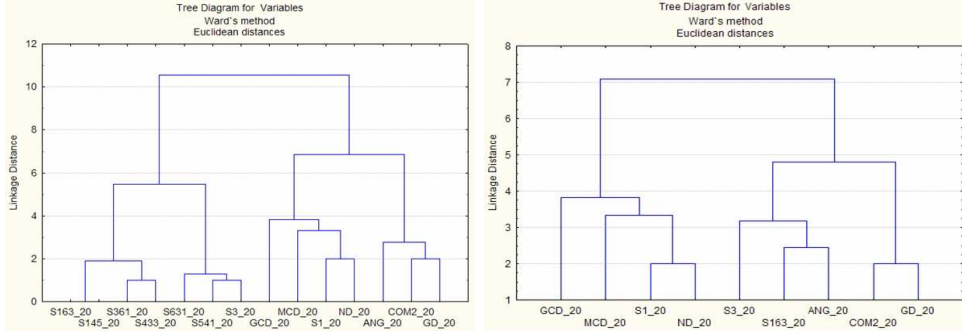 Tree Diagram for Variables
Ward`s method
Euclidean distances
12
10
8
6
4
2
0
Linkage Distance
S163_20 S361_20 S631_20 S3_20 MCD_20 ND_20 COM2_20
S145_20 S433_20 S541_20 GCD_20 S1_20 ANG_20 GD_20
Tree Diagram for Variables
Ward`s method
Euclidean distances
8
7
6
5
4
3
2
1
Linkage Distance
GCD_20 S1_20 S3_20 ANG_20 GD_20
MCD_20 ND_20 S163_20 COM2_20